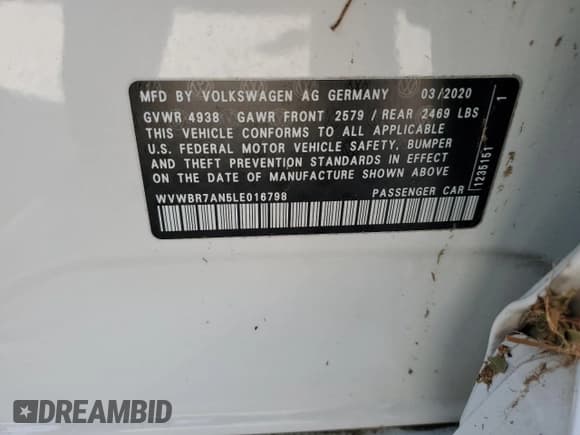 MFD BY VOLKSWAGEN AG GERMANY 03/2020
GVWR 4938 GAWR FRONT 2579 / REAR 2469 LBS
THIS VEHICLE CONFORMS TO ALL APPLICABLE
U.S. FEDERAL MOTOR VEHICLE SAFETY, BUMPER
AND THEFT PREVENTION STANDARDS IN EFFECT
ON THE DATE OF MANUFACTURE SHOWN ABOVE
WVWBR7AN5LE016798 PASSENGER CAR
1235151 1
DREAMBID